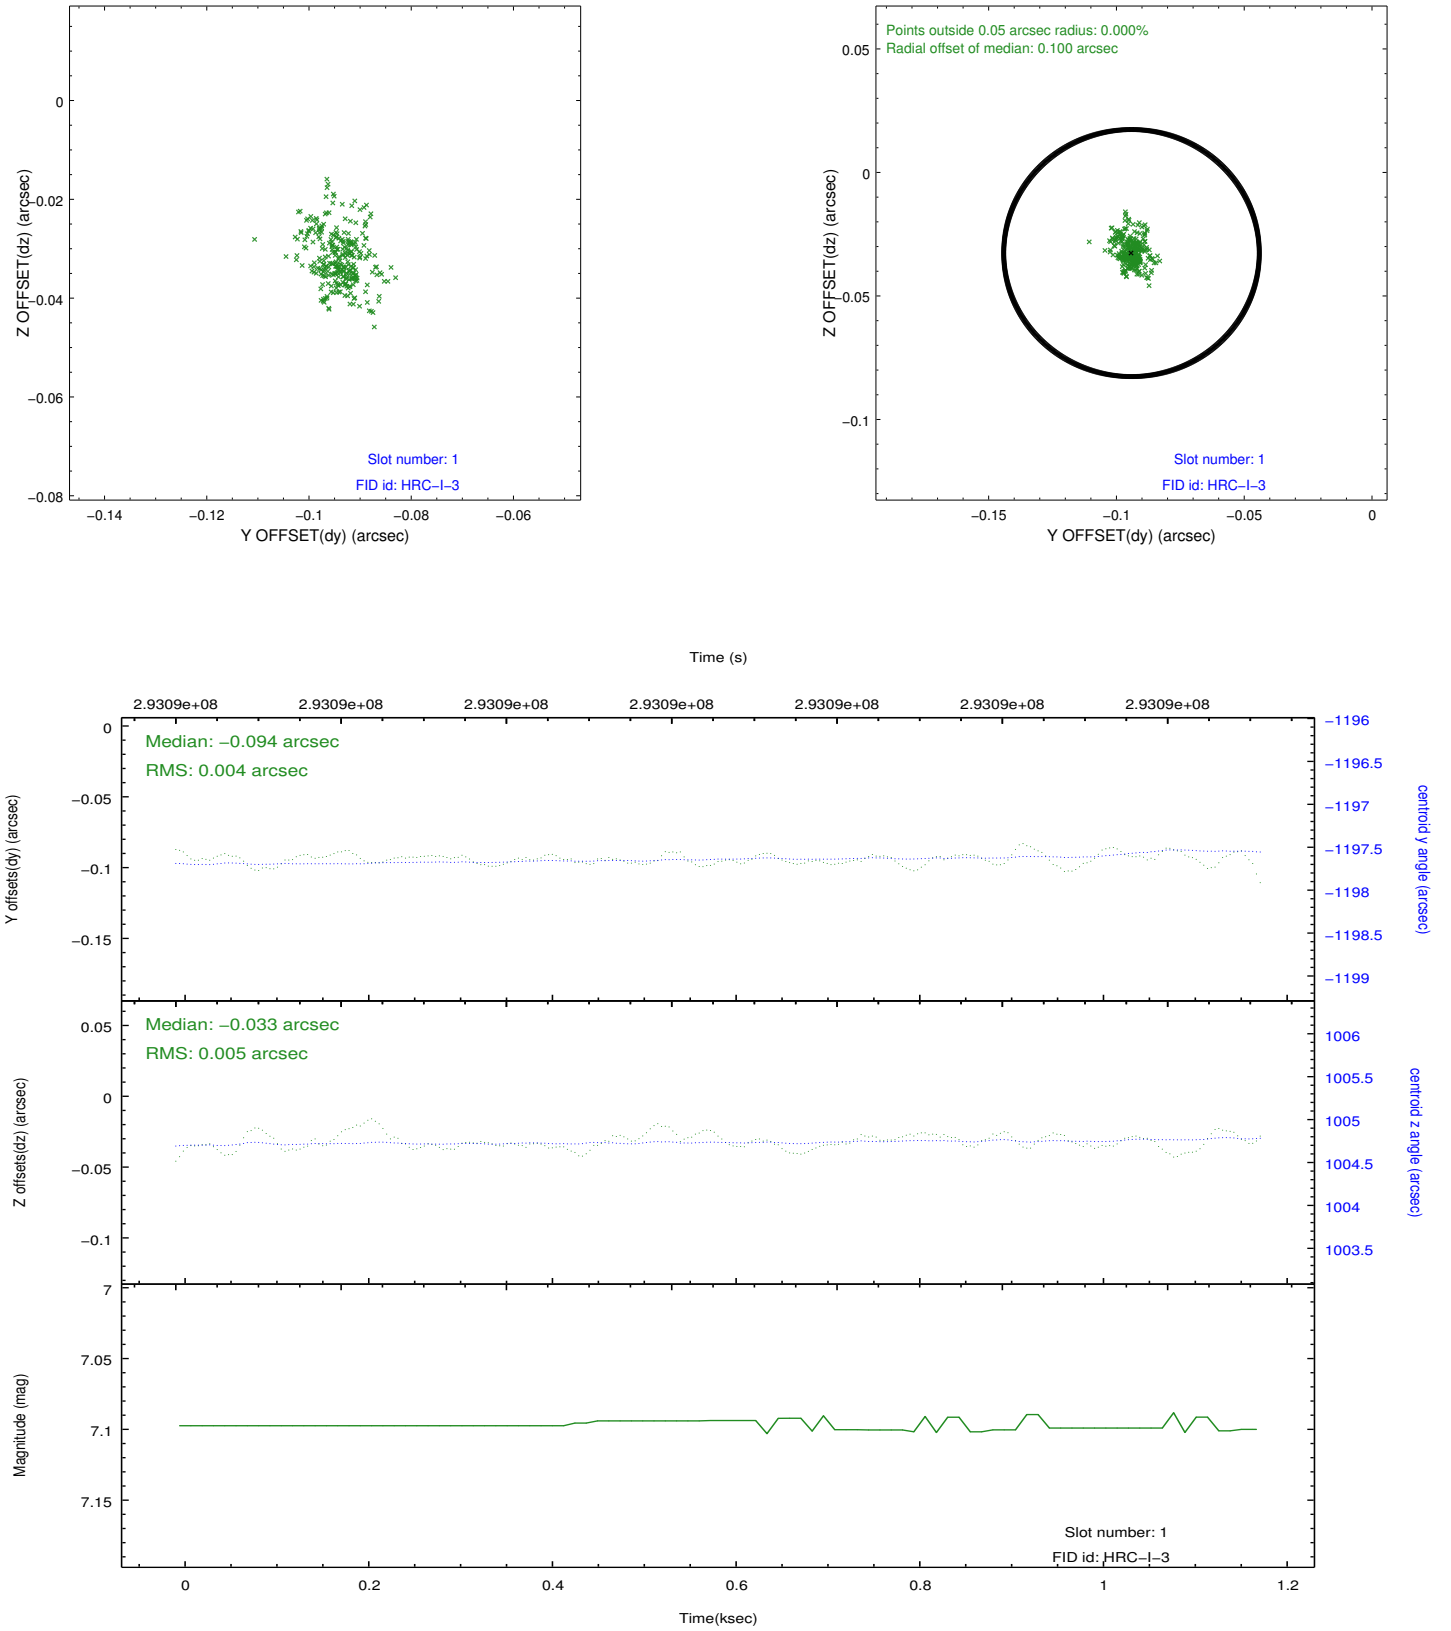 0
−0.02
−0.04
−0.06
−0.08
Z OFFSET(dz) (arcsec)
Slot number: 1
FID id: HRC−I−3
−0.14 −0.12 −0.1 −0.08 −0.06
Y OFFSET(dy) (arcsec)
Points outside 0.05 arcsec radius: 0.000%
Radial offset of median: 0.100 arcsec
0.05
0
−0.05
−0.1
Z OFFSET(dz) (arcsec)
Slot number: 1
FID id: HRC−I−3
−0.15 −0.1 −0.05 0
Y OFFSET(dy) (arcsec)
Time (s)
2.9309e+08 2.9309e+08 2.9309e+08 2.9309e+08 2.9309e+08 2.9309e+08 2.9309e+08
Median: −0.094 arcsec
RMS: 0.004 arcsec
0
−0.05
−0.1
−0.15
Y offsets(dy) (arcsec)
−1196
−1196.5
−1197
−1197.5
−1198
−1198.5
−1199
centroid y angle (arcsec)
Median: −0.033 arcsec
RMS: 0.005 arcsec
0.05
0
−0.05
−0.1
Z offsets(dz) (arcsec)
1006
1005.5
1005
1004.5
1004
1003.5
centroid z angle (arcsec)
7
7.05
7.1
7.15
Magnitude (mag)
Slot number: 1
FID id: HRC−I−3
0 0.2 0.4 0.6 0.8 1 1.2
Time(ksec)